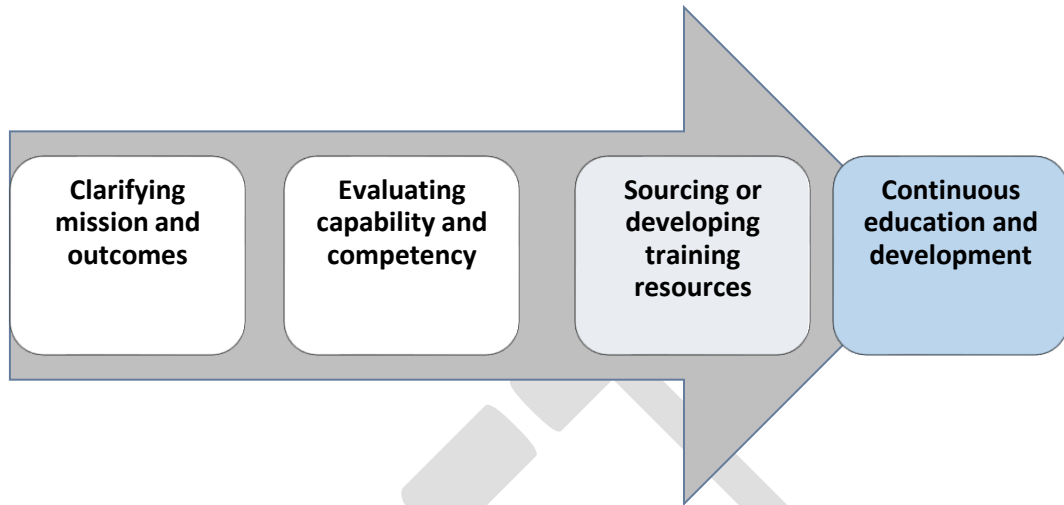 Clarifying
mission and
outcomes
Evaluating
capability and
competency
Sourcing or
developing
training
resources
Continuous
education and
development